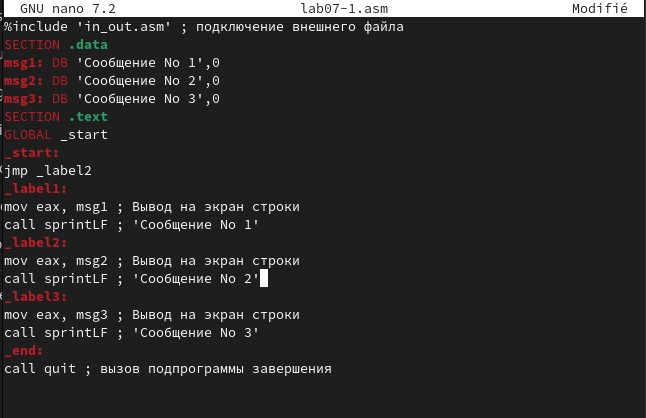 GNU nano 7.2 lab07-1.asm Modifié
%include 'in_out.asm' ; подключение внешнего файла
SECTION .data
msg1: DB 'Сообщение No 1',0
msg2: DB 'Сообщение No 2',0
msg3: DB 'Сообщение No 3',0
SECTION .text
GLOBAL _start
_start:
jmp _label2
_label1:
mov eax, msg1 ; Вывод на экран строки
call sprintLF ; 'Сообщение No 1'
_label2:
mov eax, msg2 ; Вывод на экран строки
call sprintLF ; 'Сообщение No 2'
_label3:
mov eax, msg3 ; Вывод на экран строки
call sprintLF ; 'Сообщение No 3'
_end:
call quit ; вызов подпрограммы завершения